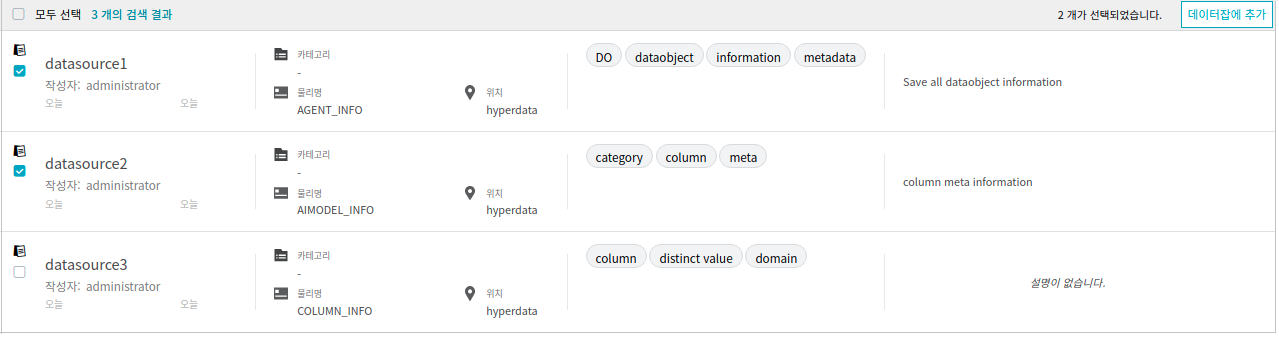 모두 선택 3 개의 검색 결과 2 개가 선택되었습니다. 데이터잡에 추가
datasource1
작성자: administrator
오늘 오늘
카테고리
-
물리명
AGENT_INFO
위치
hyperdata
DO dataobject information metadata
Save all dataobject information
datasource2
작성자: administrator
오늘 오늘
카테고리
-
물리명
AIMODEL_INFO
위치
hyperdata
category column meta
column meta information
datasource3
작성자: administrator
오늘 오늘
카테고리
-
물리명
COLUMN_INFO
위치
hyperdata
column distinct value domain
설명이 없습니다.